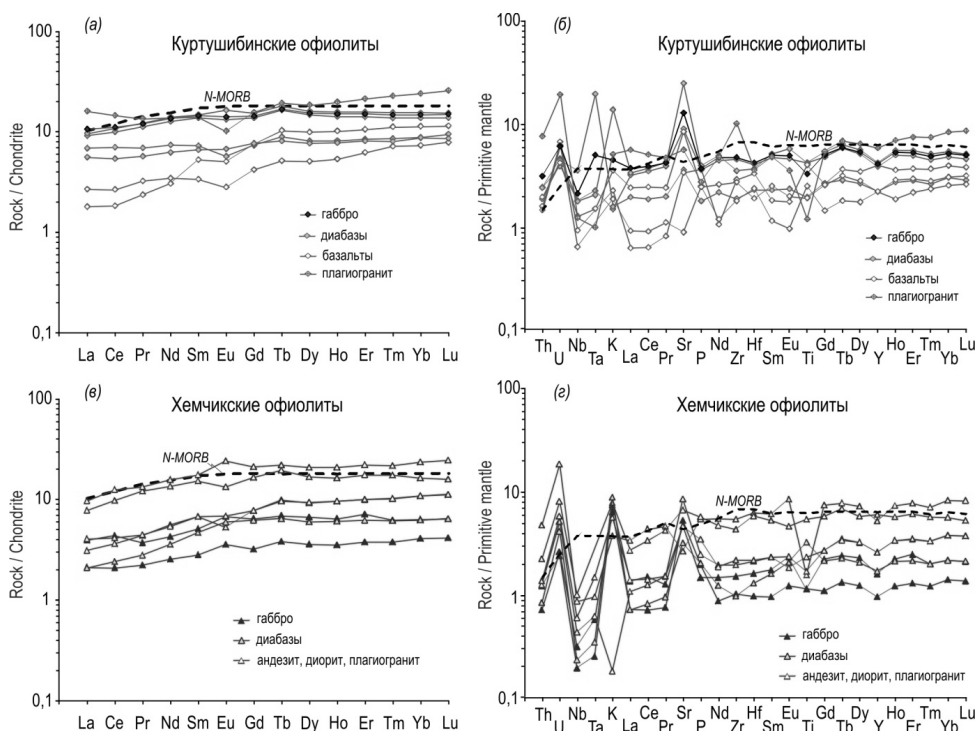 (а)
Куртушибинские офиолиты
Rock / Chondrite
100
10
1
0,1
N-MORB
габбро
диабазы
базальты
плагиогранит
La Ce Pr Nd Sm Eu Gd Tb Dy Ho Er Tm Yb Lu
(б)
Куртушибинские офиолиты
Rock / Primitive mantle
100
10
1
0,1
N-MORB
габбро
диабазы
базальты
плагиогранит
Th Nb K Ce Sr Nd Hf Eu Gd Dy Ho Tm Lu
U Ta La Pr P Zr Sm Ti Tb Y Er Yb
(в)
Хемчикские офиолиты
Rock / Chondrite
100
10
1
0,1
N-MORB
габбро
диабазы
андезит, диорит, плагиогранит
La Ce Pr Nd Sm Eu Gd Tb Dy Ho Er Tm Yb Lu
(г)
Хемчикские офиолиты
Rock / Primitive mantle
100
10
1
0,1
N-MORB
габбро
диабазы
андезит, диорит, плагиогранит
Th Nb K Ce Sr Nd Hf Eu Gd Dy Ho Tm Lu
U Ta La Pr P Zr Sm Ti Tb Y Er Yb